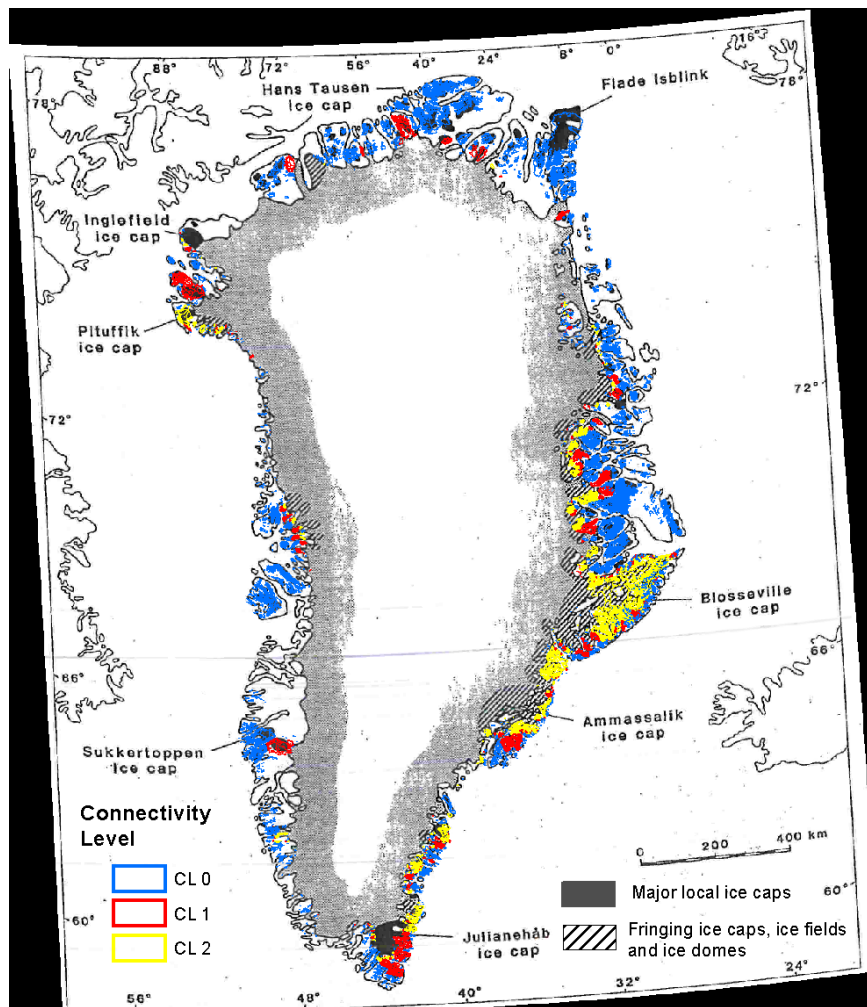 88° 72° 56° 40° 24° 8° 0° 16°
Hans Tausen
ice cap
Flade Isblink
78°
78°
Inglefield
ice cap
Pituffik
ice cap
72°
72°
Blosseville
ice cap
66°
66°
Ammassalik
ice cap
Sukkertoppen
ice cap
Connectivity
Level
CL 0
CL 1
CL 2
0 200 400 km
Major local ice caps
60°
60°
Julianehåb
ice cap
Fringing ice caps, ice fields
and ice domes
56° 48° 40° 32° 24°